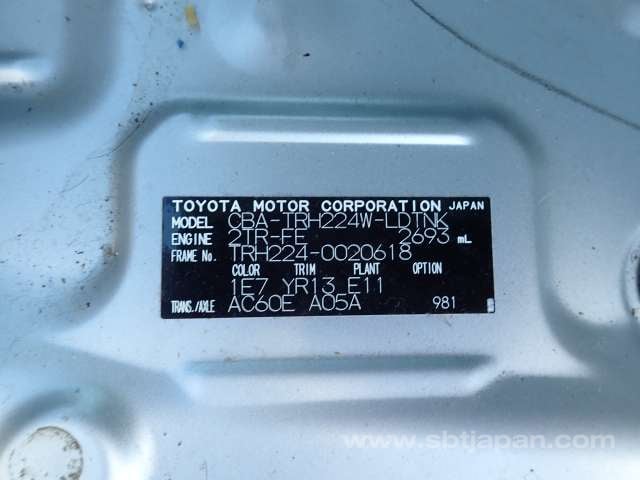 TOYOTA MOTOR CORPORATION JAPAN
MODEL CBA-TRH224W-LDTNK
ENGINE 2TR-FE 2693 mL
FRAME No. TRH224-0020618
COLOR TRIM PLANT OPTION
1E7 YR13 E11
TRANS./AXLE AC60E A05A 981 B
www.sbtjapan.com